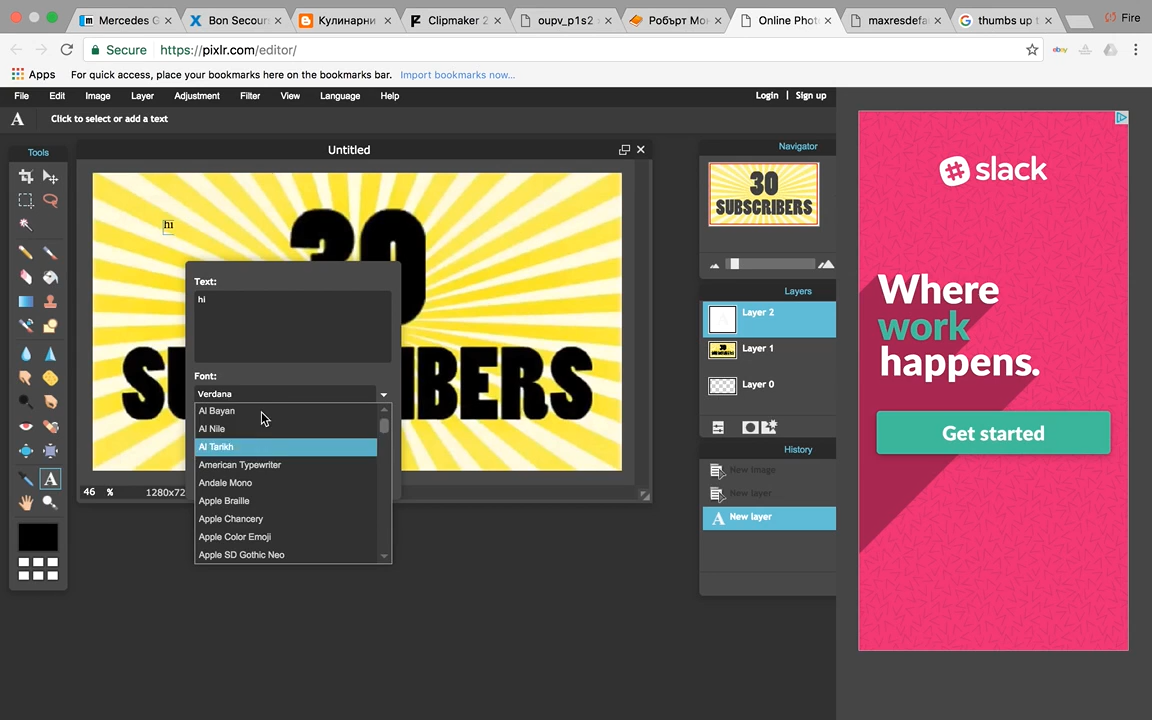 Mercedes G
Bon Secour
Кулинарни
Clipmaker 2
oupv_p1s2
Робърт Мо
Online Phot
maxresdefa
thumbs up t
Fire
Secure
https://pixlr.com/editor/
ebay
Apps
For quick access, place your bookmarks here on the bookmarks bar.
Import bookmarks now...
File
Edit
Image
Layer
Adjustment
Filter
View
Language
Help
Login | Sign up
A
Click to select or add a text
Tools
Untitled
Navigator
hi
30
SUBSCRIBERS
Text:
hi
Font:
Verdana
Al Bayan
Al Nile
Al Tarikh
American Typewriter
Andale Mono
Apple Braille
Apple Chancery
Apple Color Emoji
Apple SD Gothic Neo
46 %
1280x72
30
SUBSCRIBERS
Layers
Layer 2
Layer 1
Layer 0
History
New image
New layer
New layer
slack
Where
work
happens.
Get started